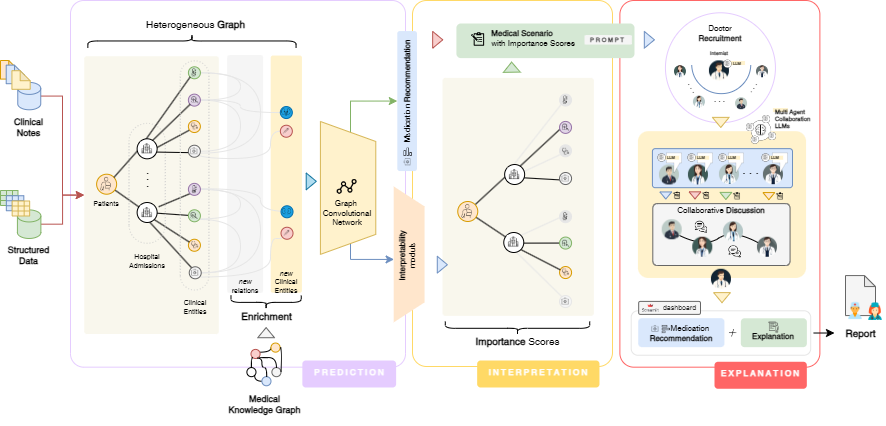 Heterogeneous Graph
Clinical
Notes
Structured
Data
Patients
Hospital
Admissions
Clinical
Entities
new
relations
new
Clinical
Entities
Enrichment
Medical
Knowledge Graph
Graph
Convolutional
Network
PREDICTION
Medication Recommendation
Interpretability
module
Medical Scenario
with Importance Scores
PROMPT
Importance Scores
INTERPRETATION
Doctor
Recruitment
Internist
LLM
Multi Agent
Collaboration
LLMs
LLM
LLM
LLM
LLM
Collaborative Discussion
Streamlit dashboard
Medication
Recommendation
+
Explanation
EXPLANATION
Report